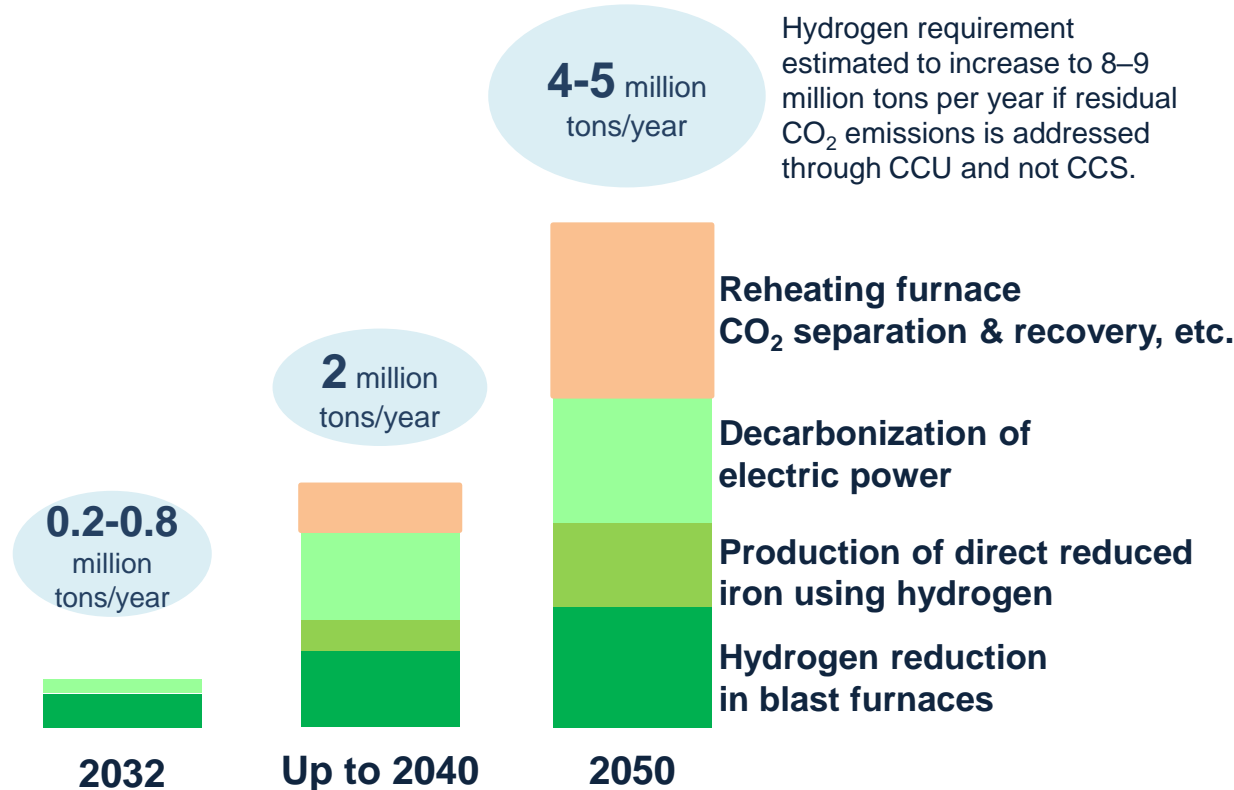 Hydrogen requirement
estimated to increase to 8–9
million tons per year if residual
CO₂ emissions is addressed
through CCU and not CCS.
4-5 million
tons/year
2 million
tons/year
0.2-0.8
million
tons/year
Reheating furnace
CO₂ separation & recovery, etc.
Decarbonization of
electric power
Production of direct reduced
iron using hydrogen
Hydrogen reduction
in blast furnaces
2032
Up to 2040
2050